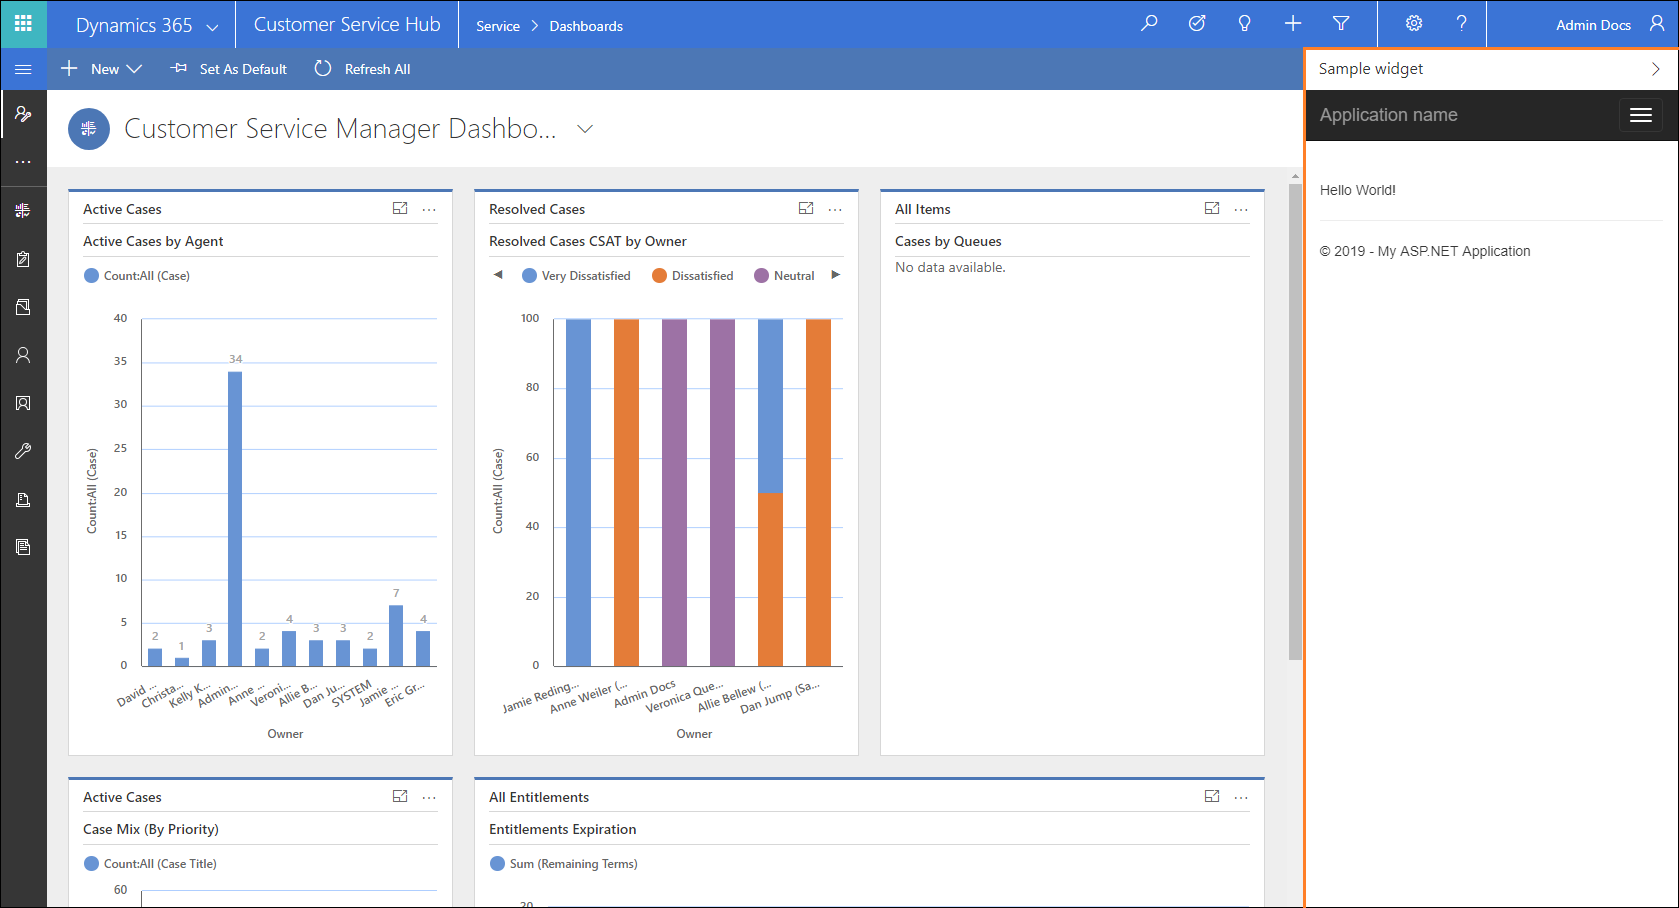 Dynamics 365
Customer Service Hub
Service > Dashboards
?
Admin Docs
New
Set As Default
Refresh All
Sample widget
Customer Service Manager Dashbo...
Application name
Hello World!
© 2019 - My ASP.NET Application
Active Cases
Active Cases by Agent
Count:All (Case)
40
35
30
25
20
15
10
5
0
Count:All (Case)
2
1
3
34
2
4
3
3
2
7
4
David ...
Christa...
Kelly K...
Admin...
Anne ...
Veroni...
Allie B...
Dan Ju...
SYSTEM
Jamie ...
Eric Gr...
Owner
Resolved Cases
Resolved Cases CSAT by Owner
Very Dissatisfied Dissatisfied Neutral
100
80
60
40
20
0
Count:All (Case)
Jamie Reding...
Anne Weiler (...
Admin Docs
Veronica Que...
Allie Bellew (...
Dan Jump (Sa...
Owner
All Items
Cases by Queues
No data available.
Active Cases
Case Mix (By Priority)
Count:All (Case Title)
60
All Entitlements
Entitlements Expiration
Sum (Remaining Terms)